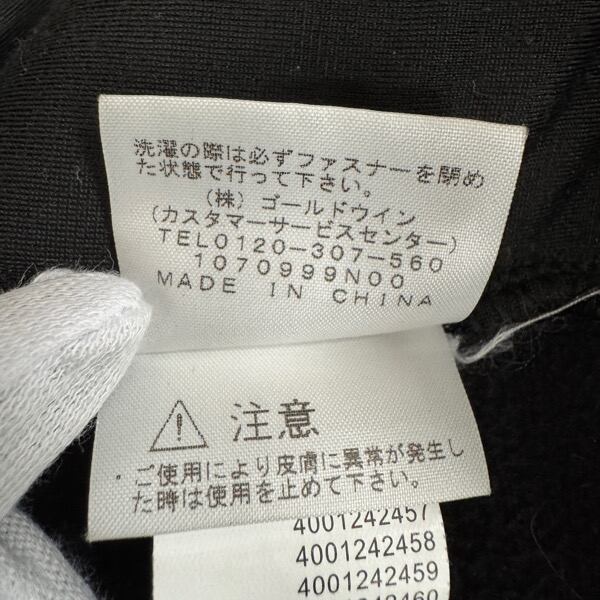 洗濯の際は必ずファスナーを閉め
た状態で行って下さい。
(株)ゴールドウイン
(カスタマーサービスセンター)
TEL0120-307-560
1070999N00
MADE IN CHINA
注意
・ご使用により皮膚に異常が発生し
た時は使用を止めて下さい。
4001242457
4001242458
4001242459